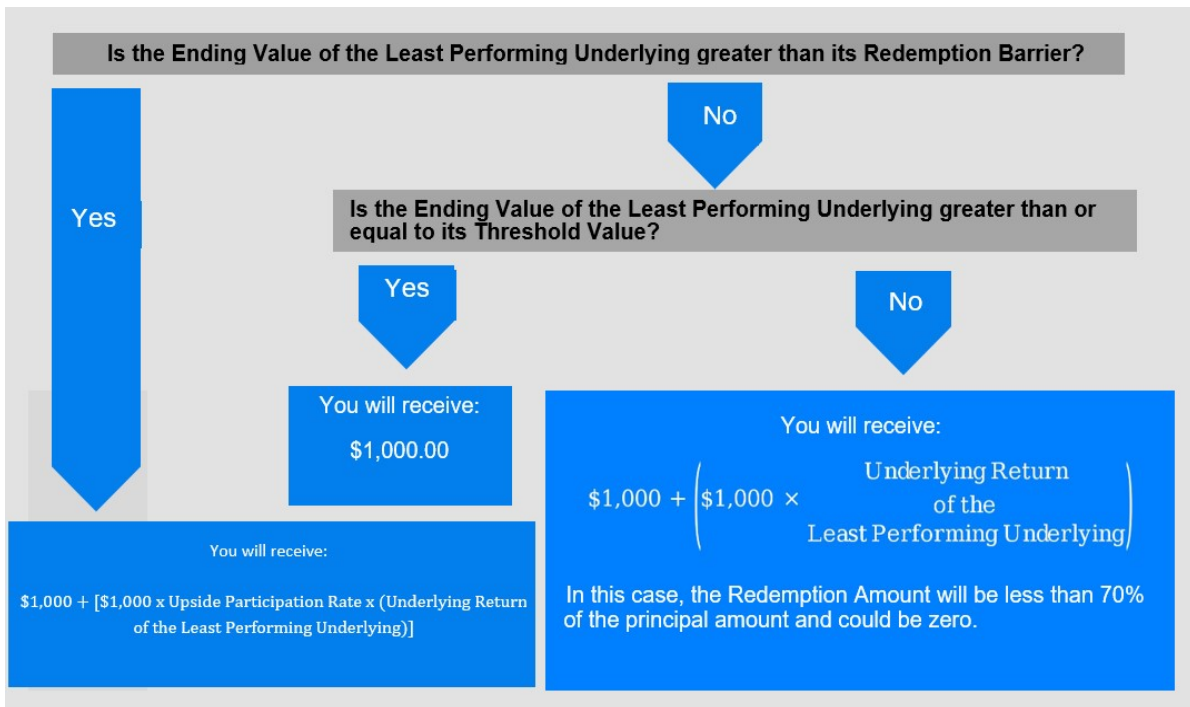 Is the Ending Value of the Least Performing Underlying greater than its Redemption Barrier?
No
Yes
Is the Ending Value of the Least Performing Underlying greater than or
equal to its Threshold Value?
Yes
No
You will receive:
$1,000.00
You will receive:
$1,000 + ($1,000 × Underlying Return
of the
Least Performing Underlying)
In this case, the Redemption Amount will be less than 70%
of the principal amount and could be zero.
You will receive:
$1,000 + [$1,000 x Upside Participation Rate x (Underlying Return
of the Least Performing Underlying)]